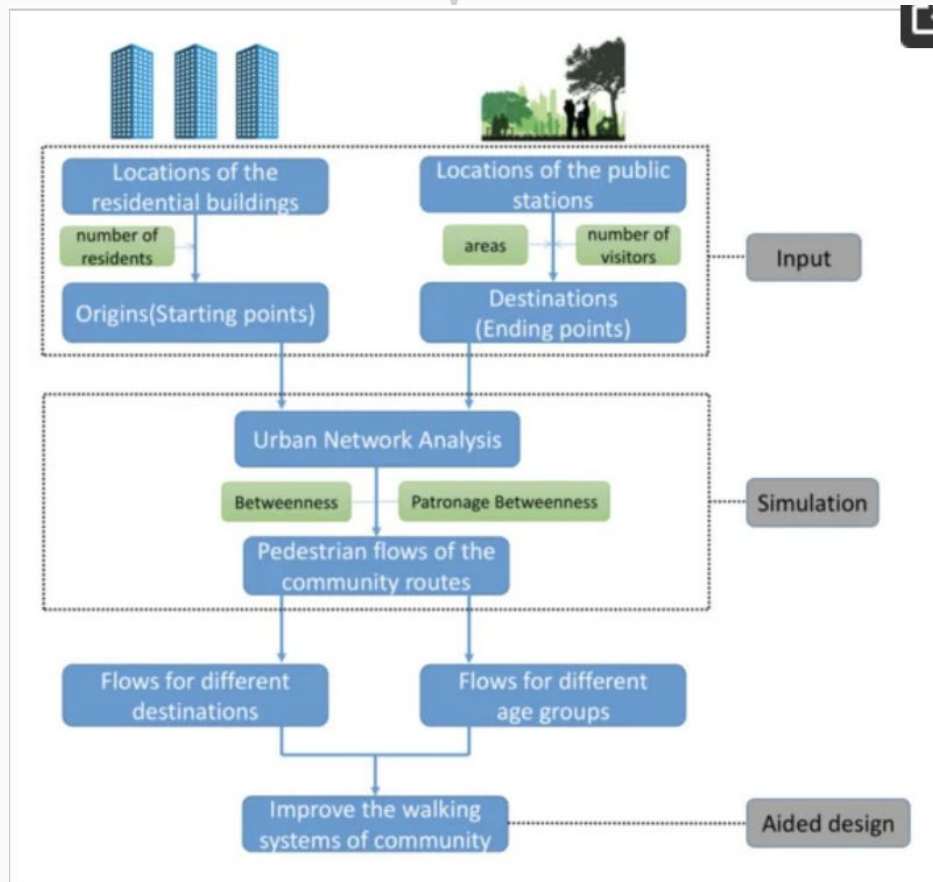 Locations of the
residential buildings
Locations of the public
stations
number of
residents
areas
number of
visitors
Input
Origins(Starting points)
Destinations
(Ending points)
Urban Network Analysis
Betweenness
Patronage Betweenness
Simulation
Pedestrian flows of the
community routes
Flows for different
destinations
Flows for different
age groups
Improve the walking
systems of community
Aided design